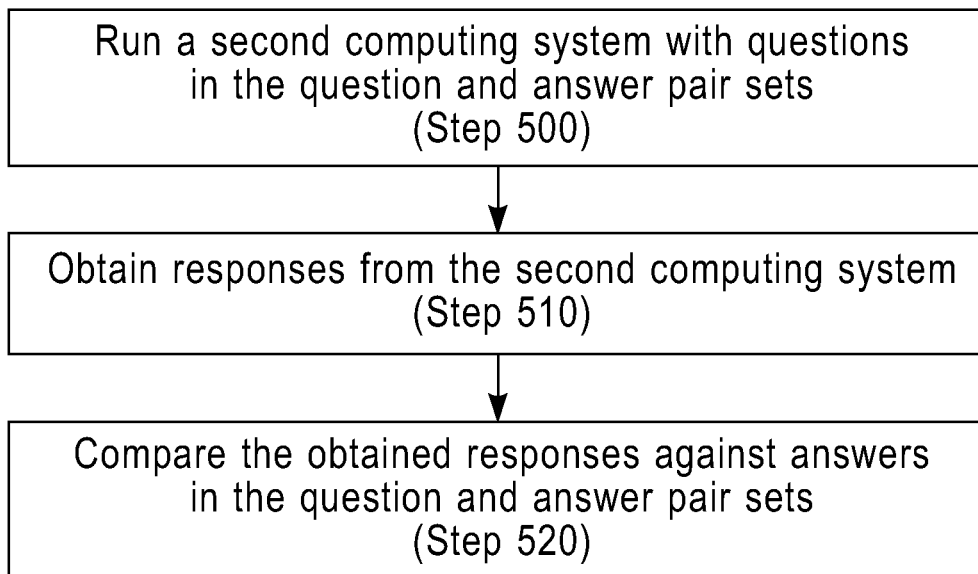 Run a second computing system with questions
in the question and answer pair sets
(Step 500)
Obtain responses from the second computing system
(Step 510)
Compare the obtained responses against answers
in the question and answer pair sets
(Step 520)